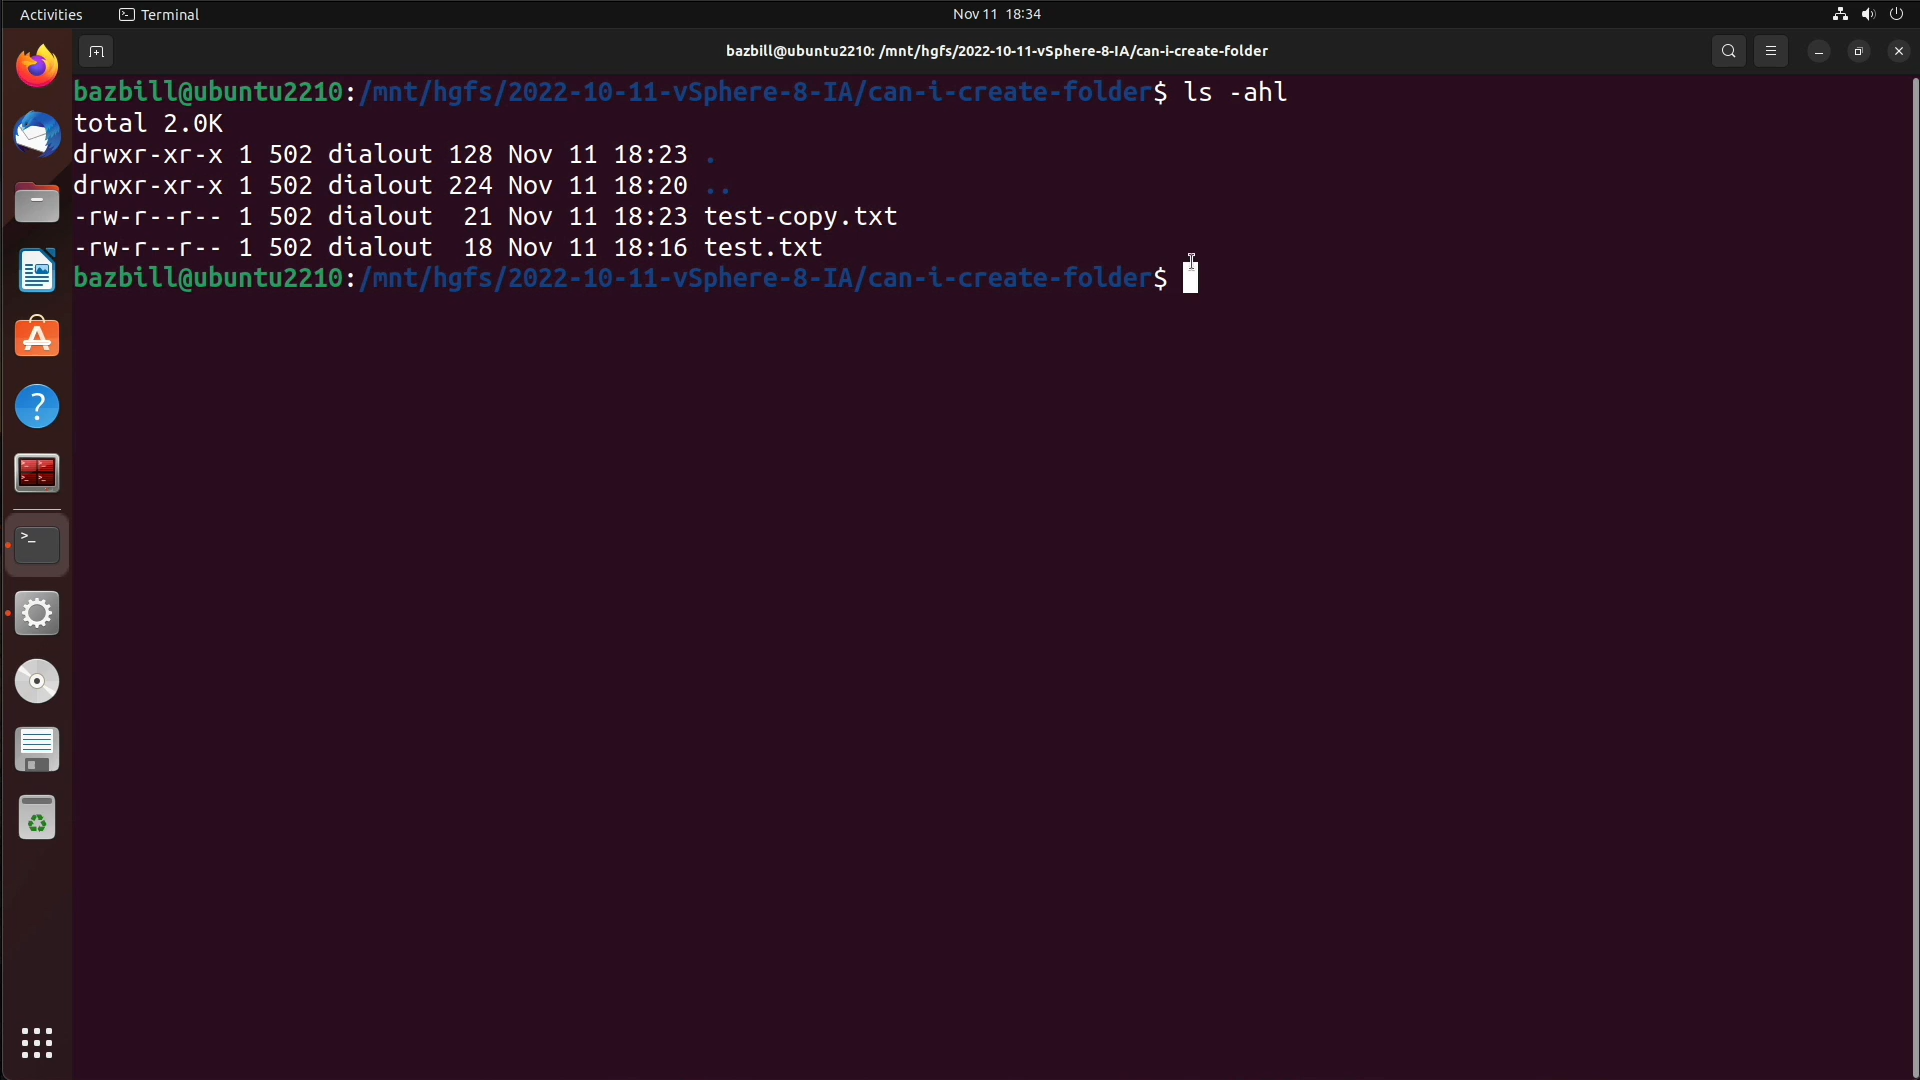 Activities Terminal Nov 11 18:34
bazbill@ubuntu2210: /mnt/hgfs/2022-10-11-vSphere-8-IA/can-i-create-folder
bazbill@ubuntu2210:/mnt/hgfs/2022-10-11-vSphere-8-IA/can-i-create-folder$ ls -ahl
total 2.0K
drwxr-xr-x 1 502 dialout 128 Nov 11 18:23 .
drwxr-xr-x 1 502 dialout 224 Nov 11 18:20 ..
-rw-r--r-- 1 502 dialout  21 Nov 11 18:23 test-copy.txt
-rw-r--r-- 1 502 dialout  18 Nov 11 18:16 test.txt
bazbill@ubuntu2210:/mnt/hgfs/2022-10-11-vSphere-8-IA/can-i-create-folder$